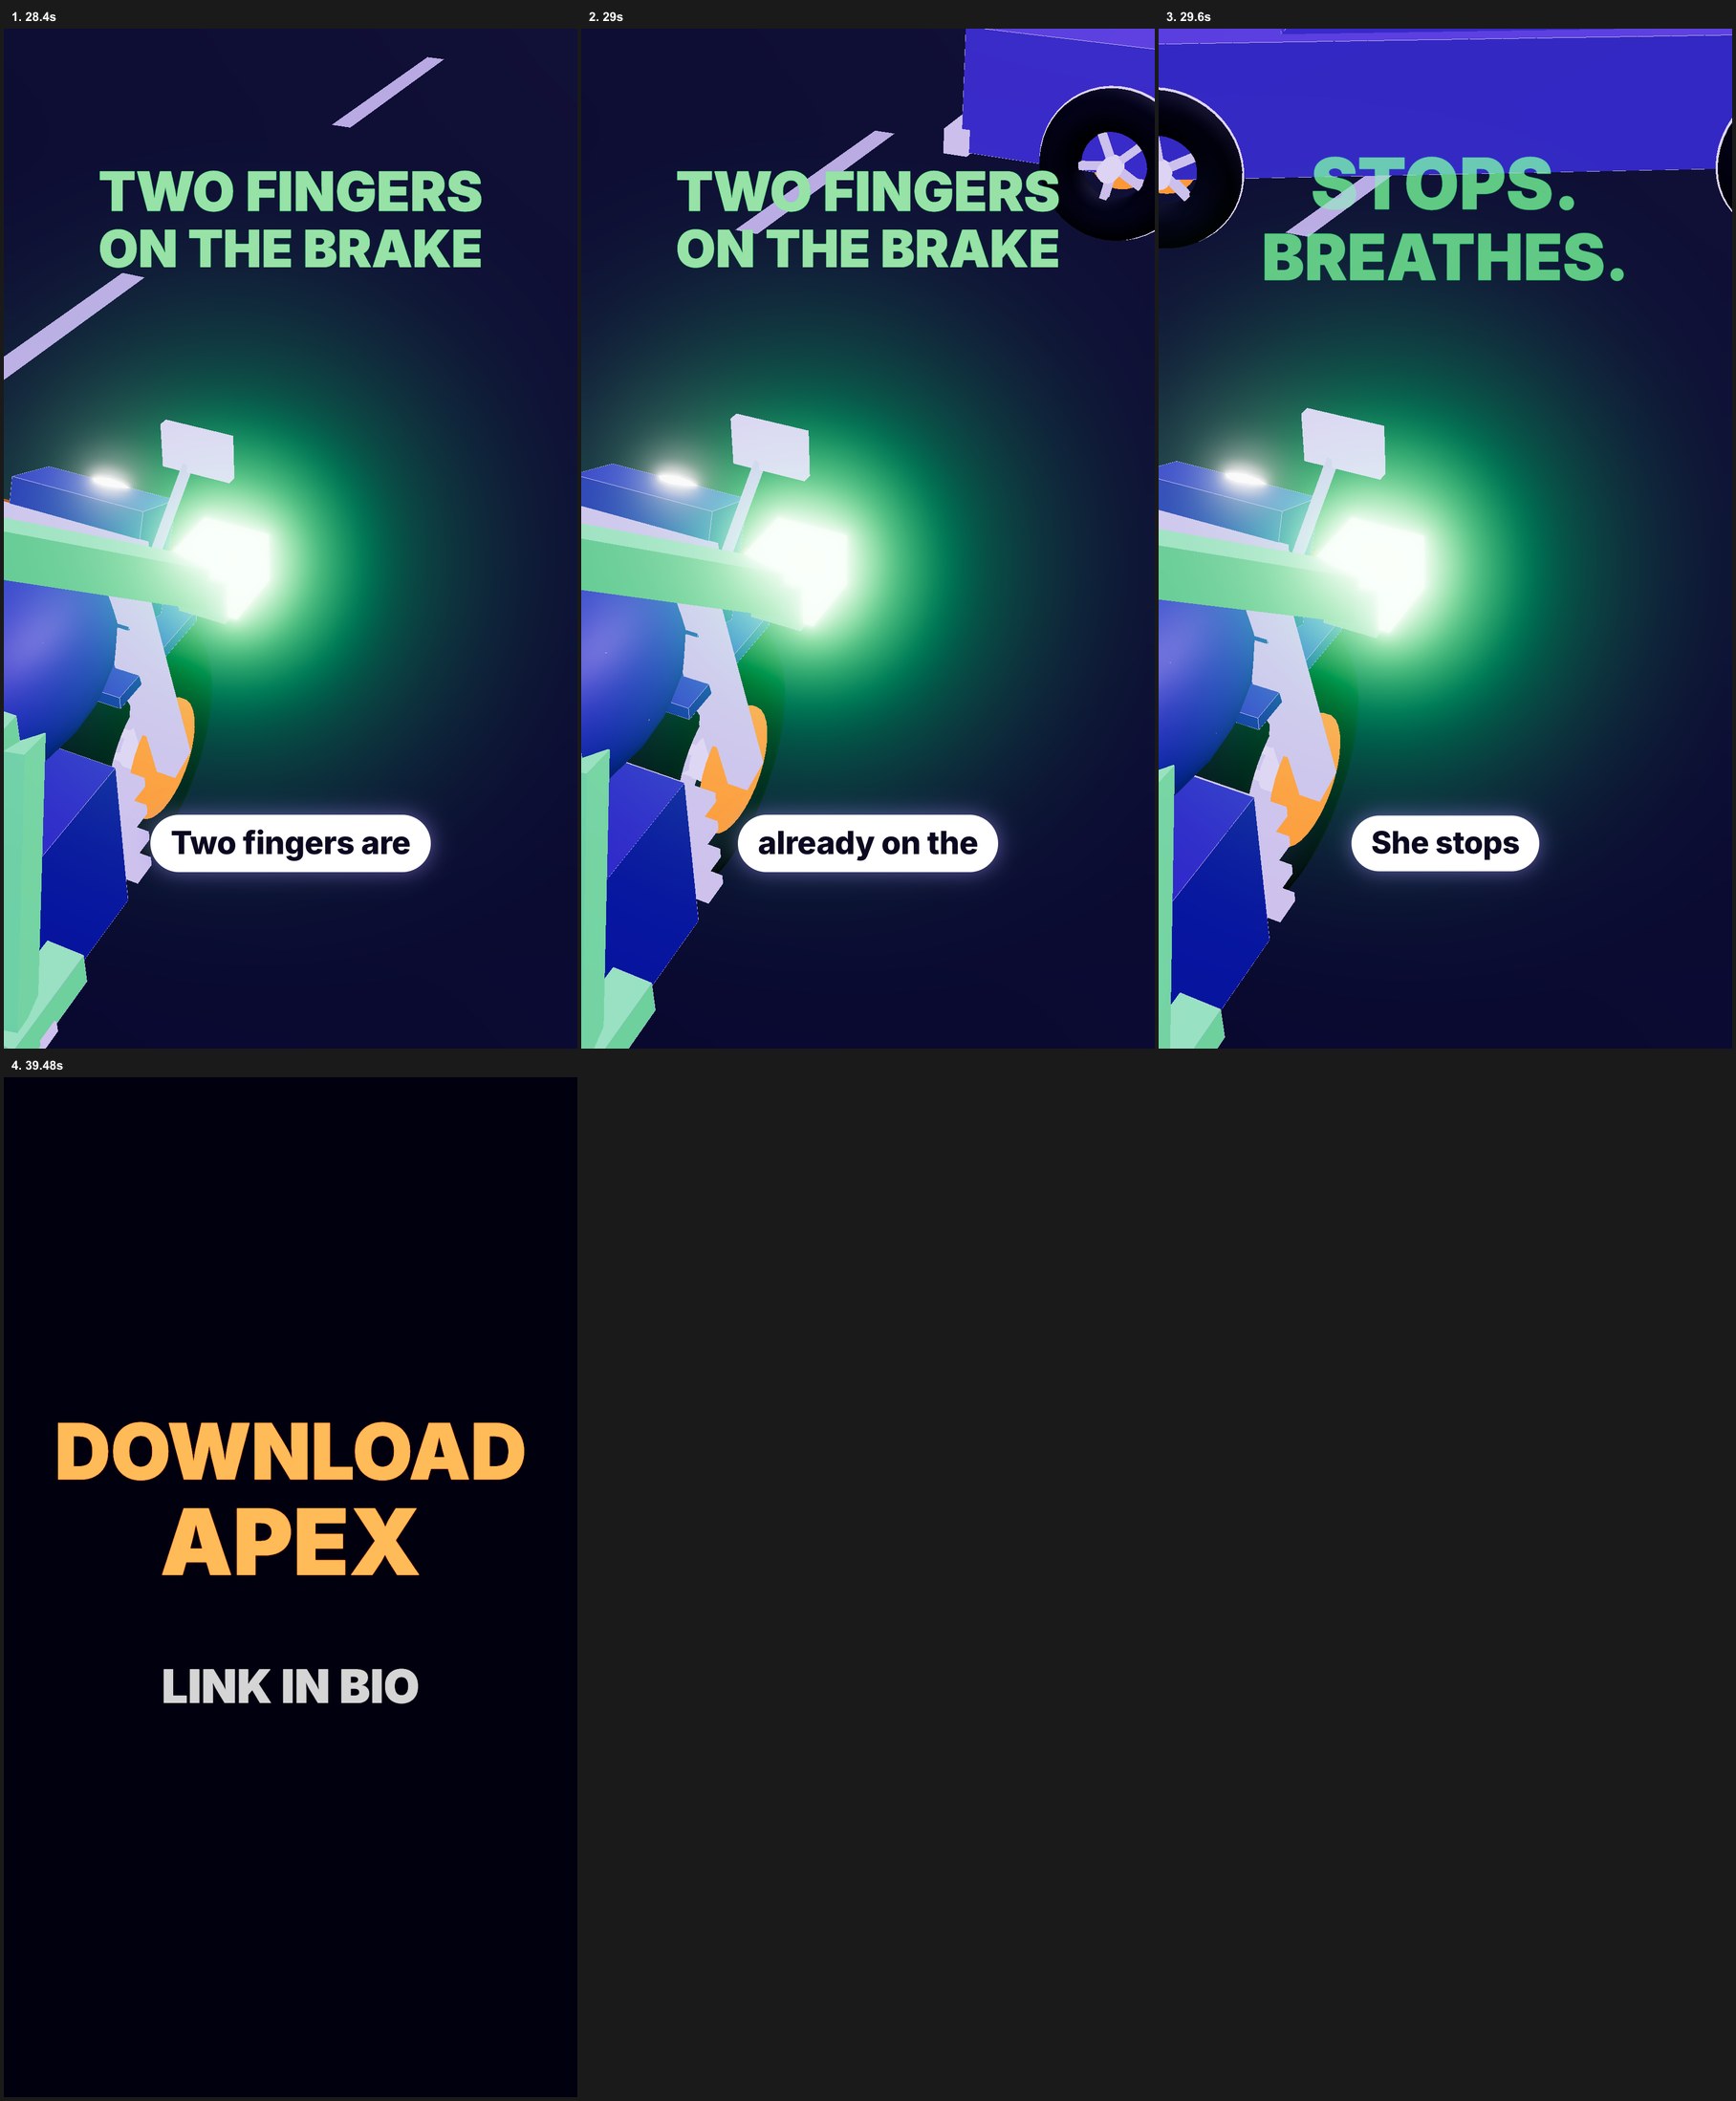 1. 28.4s
TWO FINGERS
ON THE BRAKE
Two fingers are
2. 29s
TWO FINGERS
ON THE BRAKE
already on the
3. 29.6s
STOPS.
BREATHES.
She stops
4. 39.48s
DOWNLOAD
APEX
LINK IN BIO